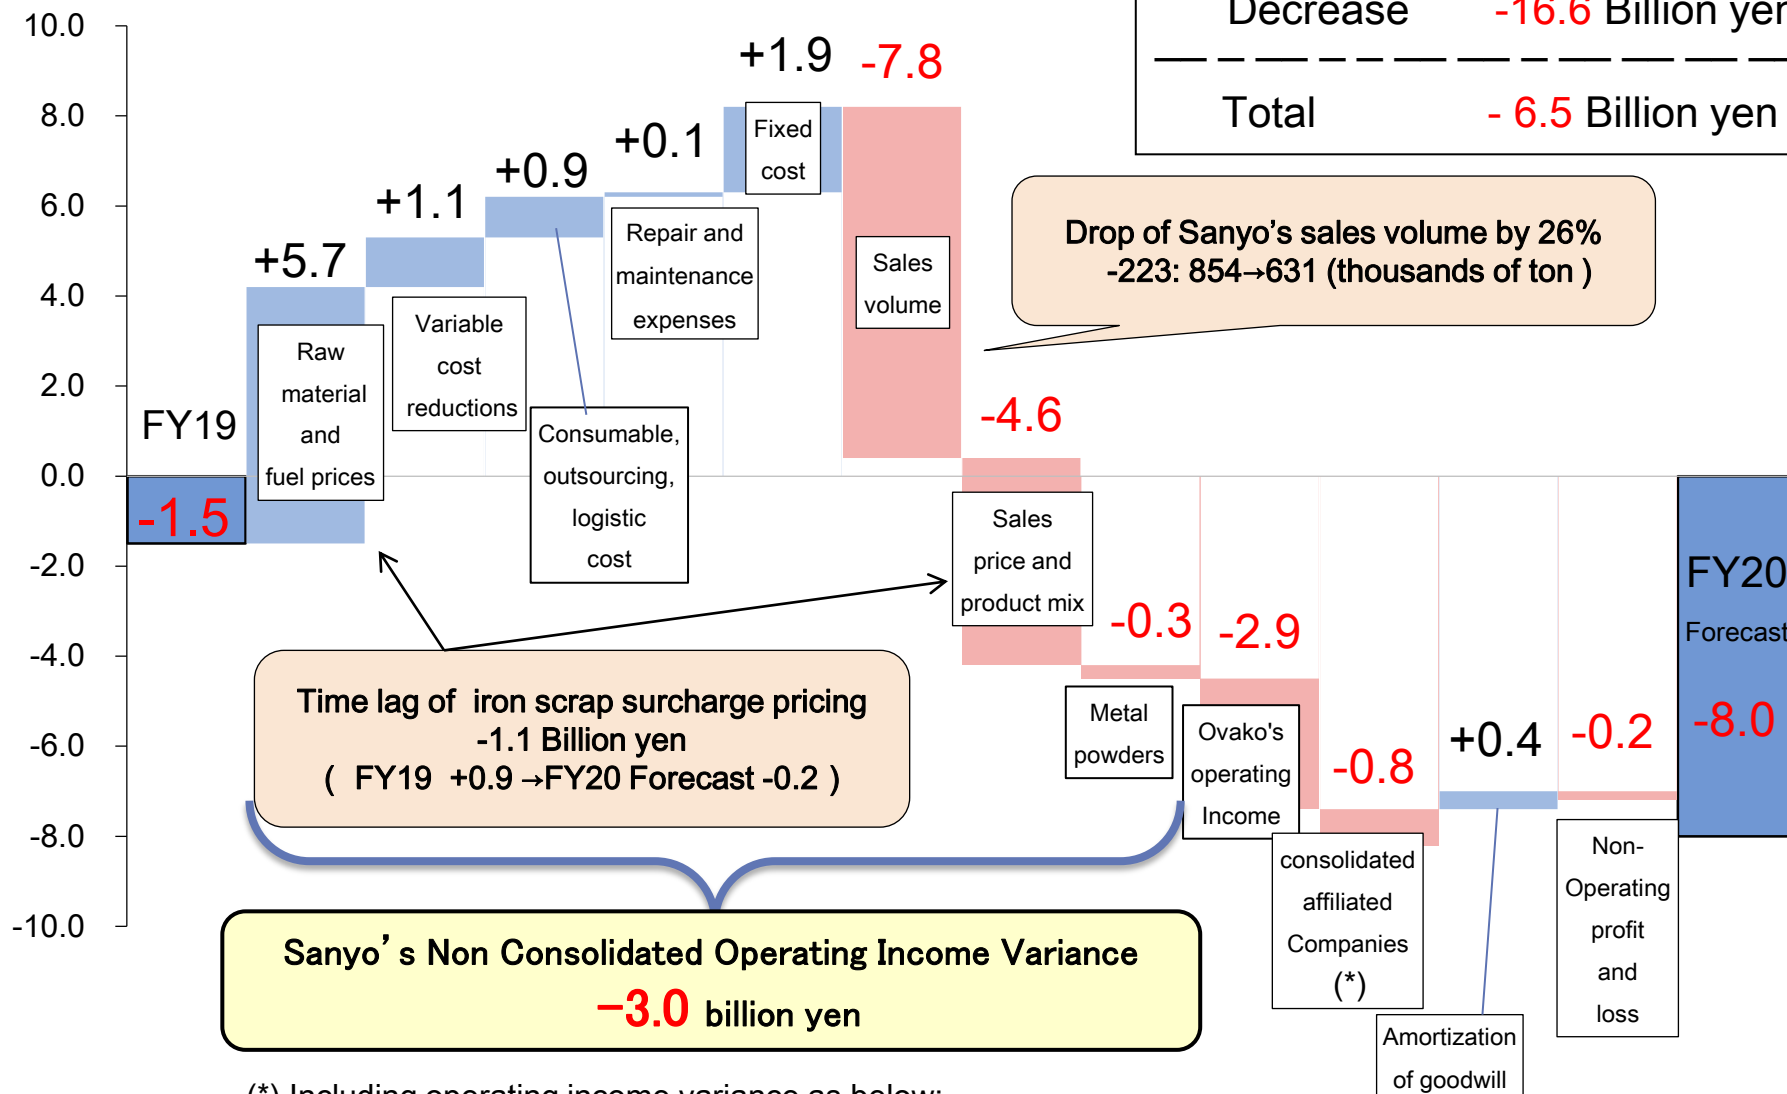 Decrease -16.6 Billion yen
Total - 6.5 Billion yen
10.0
8.0
6.0
4.0
2.0
0.0
-2.0
-4.0
-6.0
-8.0
-10.0
FY19
-1.5
+5.7
Raw
material
and
fuel prices
+1.1
Variable
cost
reductions
+0.9
Consumable,
outsourcing,
logistic
cost
+0.1
Repair and
maintenance
expenses
+1.9
Fixed
cost
-7.8
Sales
volume
Drop of Sanyo's sales volume by 26%
-223: 854→631 (thousands of ton )
-4.6
Sales
price and
product mix
-0.3
Metal
powders
-2.9
Ovako's
operating
Income
-0.8
consolidated
affiliated
Companies
(*)
+0.4
Amortization
of goodwill
-0.2
Non-
Operating
profit
and
loss
FY20
Forecast
-8.0
Time lag of iron scrap surcharge pricing
-1.1 Billion yen
( FY19 +0.9 →FY20 Forecast -0.2 )
Sanyo's Non Consolidated Operating Income Variance
-3.0 billion yen
(*) Including operating income variance as below: